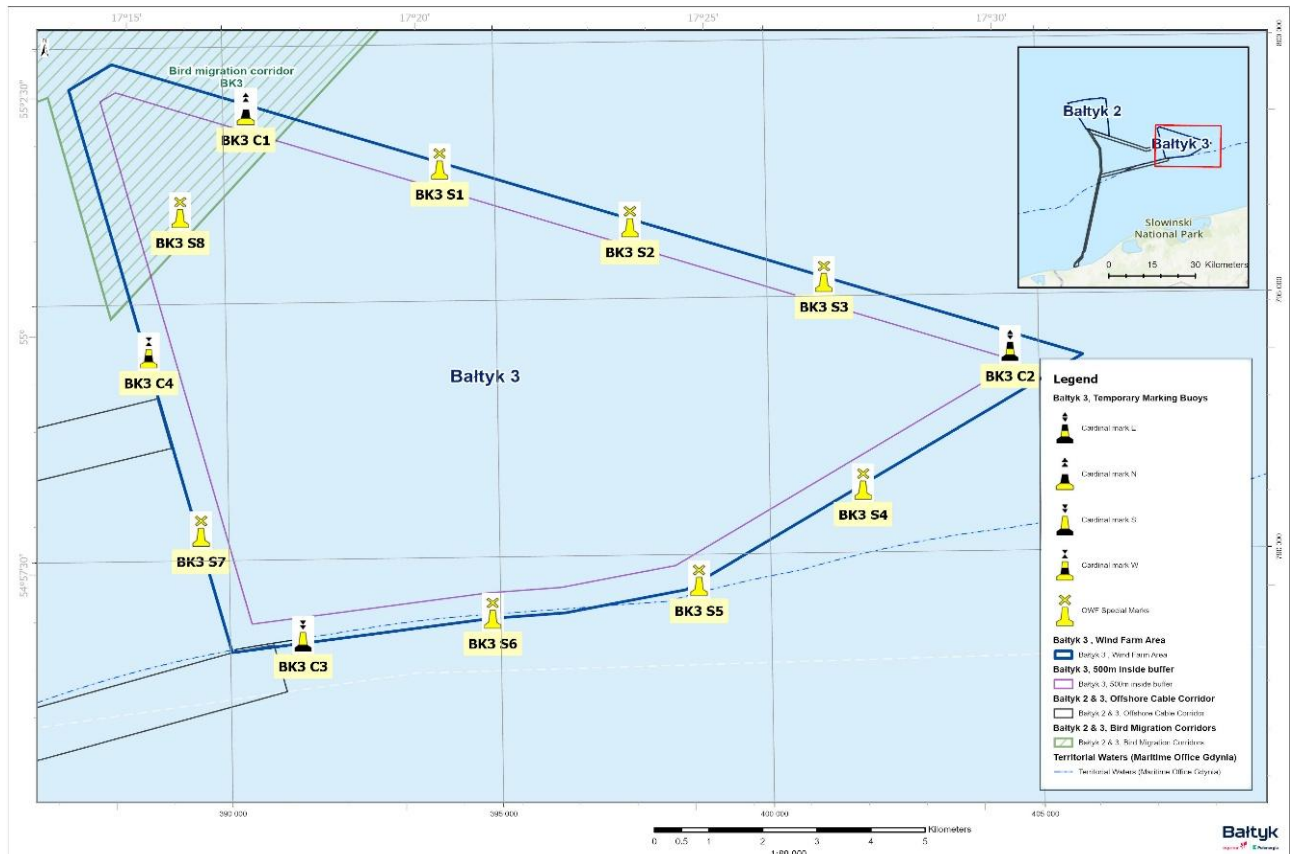 17°15'
17°20'
17°25'
17°30'
55°2'30"
55°
54°57'30"
Bird migration corridor
BK3
BK3 C1
BK3 S1
BK3 S8
BK3 S2
BK3 S3
BK3 C4
BK3 C2
Bałtyk 3
BK3 S4
BK3 S7
BK3 S5
BK3 S6
BK3 C3
390 000
395 000
400 000
405 000
Bałtyk 2
Bałtyk 3
Slowinski
National Park
0 15 30 Kilometers
Legend
Bałtyk 3, Temporary Marking Buoys
Cardinal mark E
Cardinal mark N
Cardinal mark S
Cardinal mark W
OWF Special Marks
Bałtyk 3 , Wind Farm Area
Bałtyk 3 , Wind Farm Area
Bałtyk 3, 500m inside buffer
Bałtyk 3, 500m inside buffer
Bałtyk 2 & 3, Offshore Cable Corridor
Bałtyk 2 & 3, Offshore Cable Corridor
Bałtyk 2 & 3, Bird Migration Corridors
Bałtyk 2 & 3, Bird Migration Corridors
Territorial Waters (Maritime Office Gdynia)
Territorial Waters (Maritime Office Gdynia)
0 0.5 1 2 3 4 5 Kilometers
Bałtyk